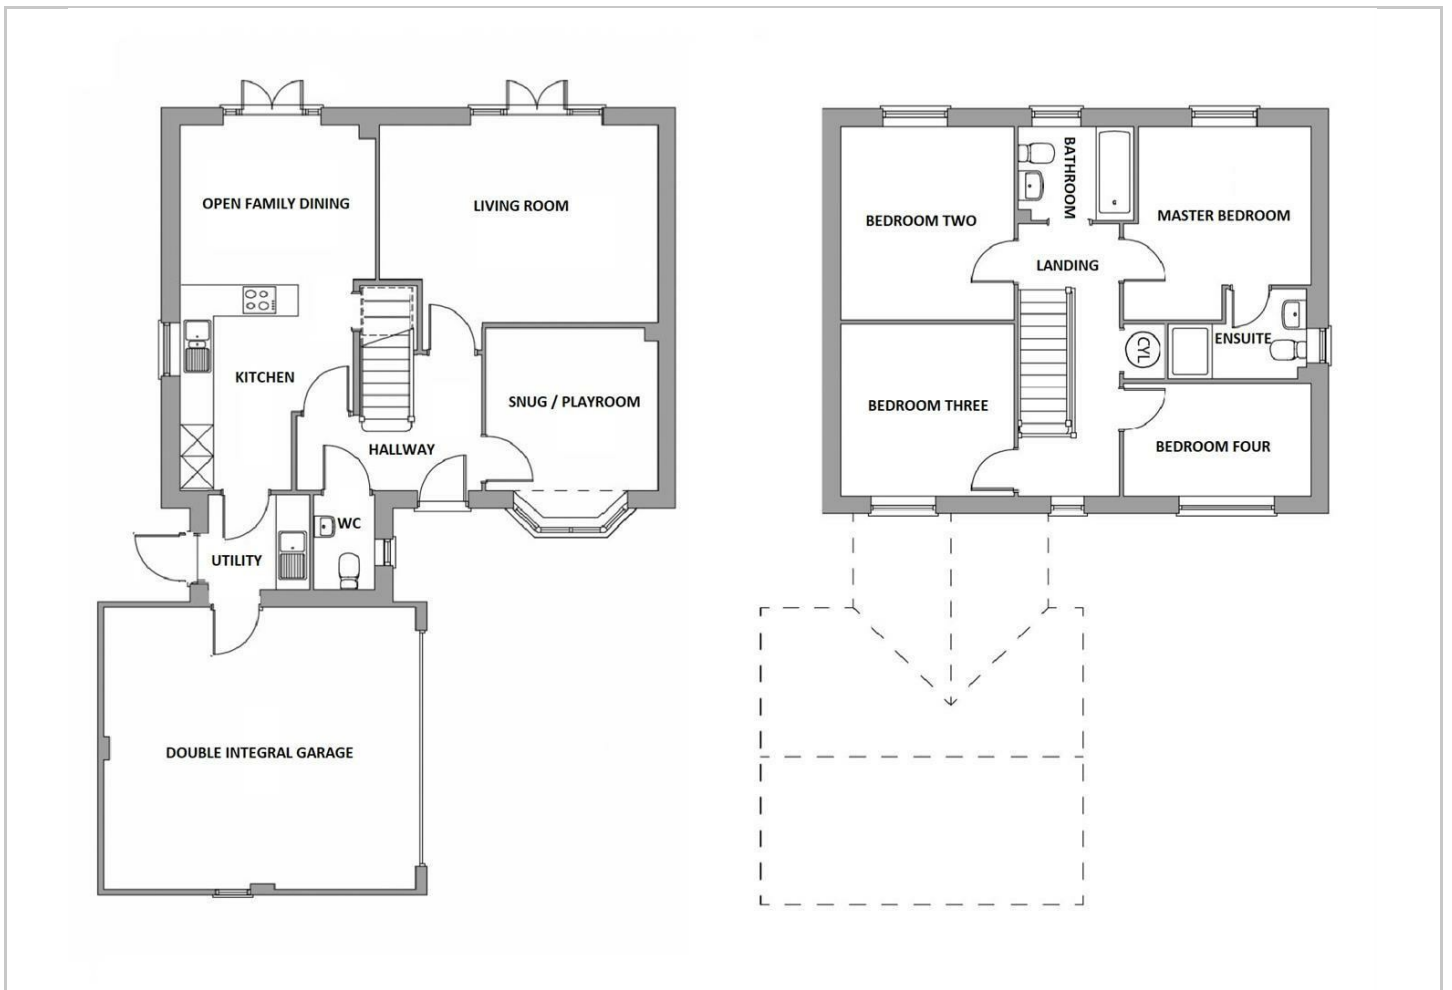 OPEN FAMILY DINING
LIVING ROOM
KITCHEN
SNUG / PLAYROOM
HALLWAY
WC
UTILITY
DOUBLE INTEGRAL GARAGE
BATHROOM
BEDROOM TWO
MASTER BEDROOM
LANDING
ENSUITE
CYL
BEDROOM THREE
BEDROOM FOUR